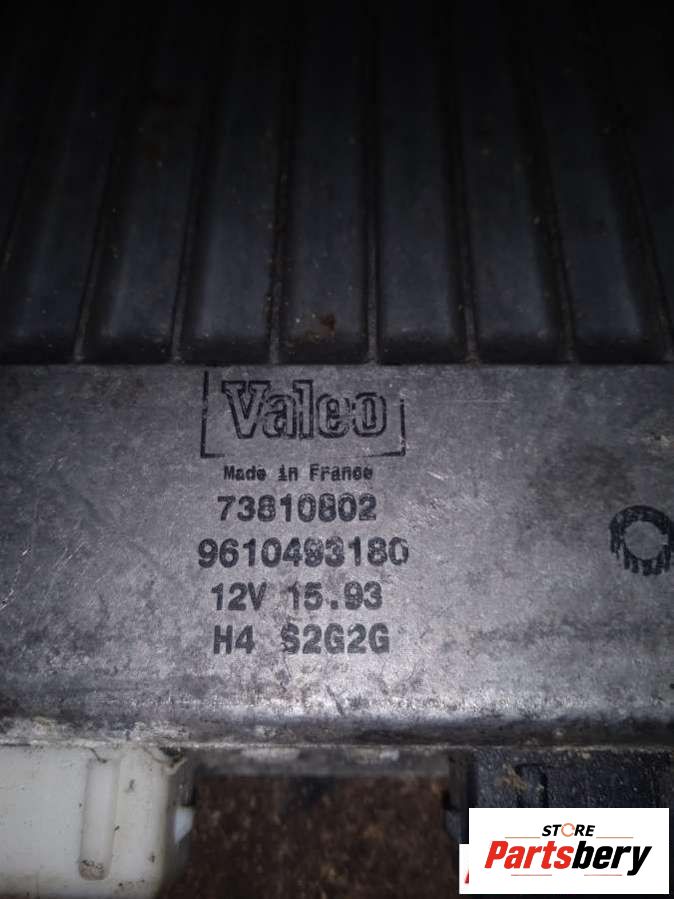 Valeo
Made in France
73810802
9610493180
12V 15.93
H4 S2G2G
STORE
Partsbery